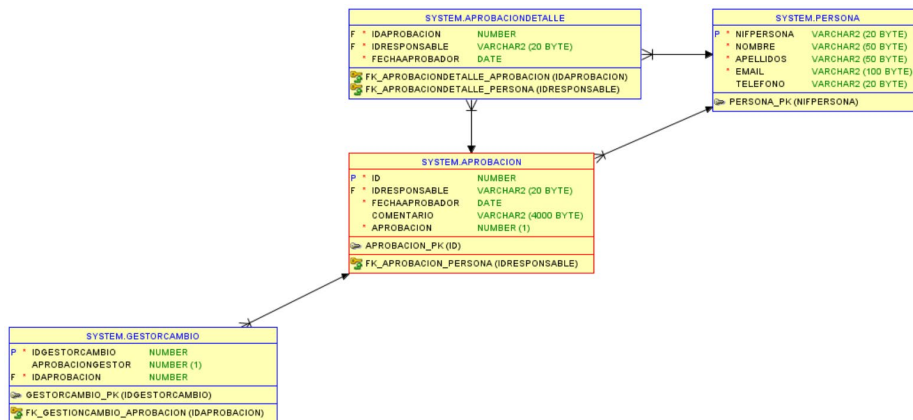 SYSTEM.APROBACIONDETALLE
F * IDAPROBACION NUMBER
F * IDRESPONSABLE VARCHAR2 (20 BYTE)
* FECHAAPROBADOR DATE
FK_APROBACIONDETALLE_APROBACION (IDAPROBACION)
FK_APROBACIONDETALLE_PERSONA (IDRESPONSABLE)
SYSTEM.PERSONA
P * NIFPERSONA VARCHAR2 (20 BYTE)
* NOMBRE VARCHAR2 (50 BYTE)
* APELLIDOS VARCHAR2 (50 BYTE)
* EMAIL VARCHAR2 (100 BYTE)
TELEFONO VARCHAR2 (20 BYTE)
PERSONA_PK (NIFPERSONA)
SYSTEM.APROBACION
P * ID NUMBER
F * IDRESPONSABLE VARCHAR2 (20 BYTE)
* FECHAAPROBADOR DATE
COMENTARIO VARCHAR2 (4000 BYTE)
* APROBACION NUMBER (1)
APROBACION_PK (ID)
FK_APROBACION_PERSONA (IDRESPONSABLE)
SYSTEM.GESTORCAMBIO
P * IDGESTORCAMBIO NUMBER
APROBACIONGESTOR NUMBER (1)
F * IDAPROBACION NUMBER
GESTORCAMBIO_PK (IDGESTORCAMBIO)
FK_GESTIONCAMBIO_APROBACION (IDAPROBACION)